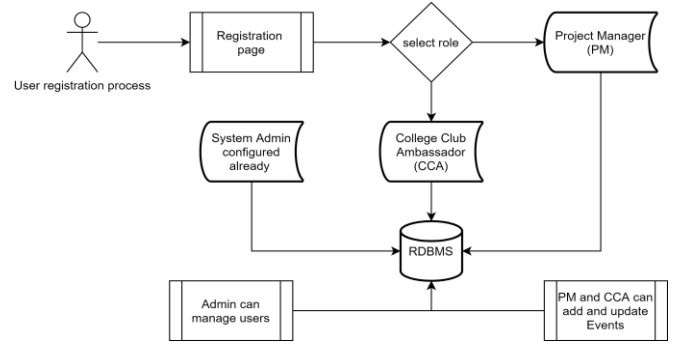 Registration
page
select role
Project Manager
(PM)
User registration process
System Admin
configured
already
College Club
Ambassador
(CCA)
RDBMS
Admin can
manage users
PM and CCA can
add and update
Events